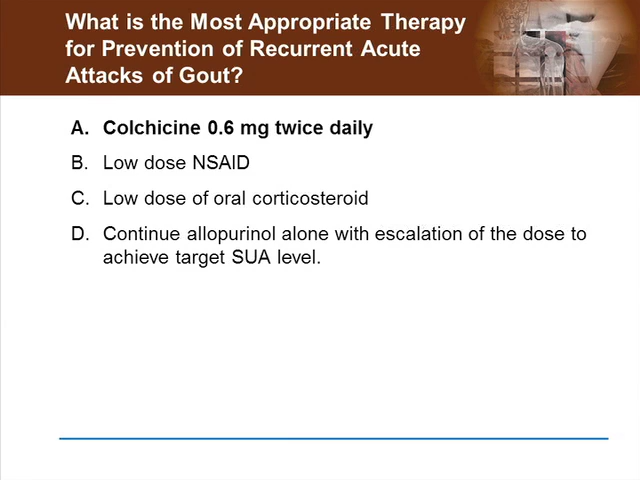 What is the Most Appropriate Therapy
for Prevention of Recurrent Acute
Attacks of Gout?
A. Colchicine 0.6 mg twice daily
B. Low dose NSAID
C. Low dose of oral corticosteroid
D. Continue allopurinol alone with escalation of the dose to
achieve target SUA level.